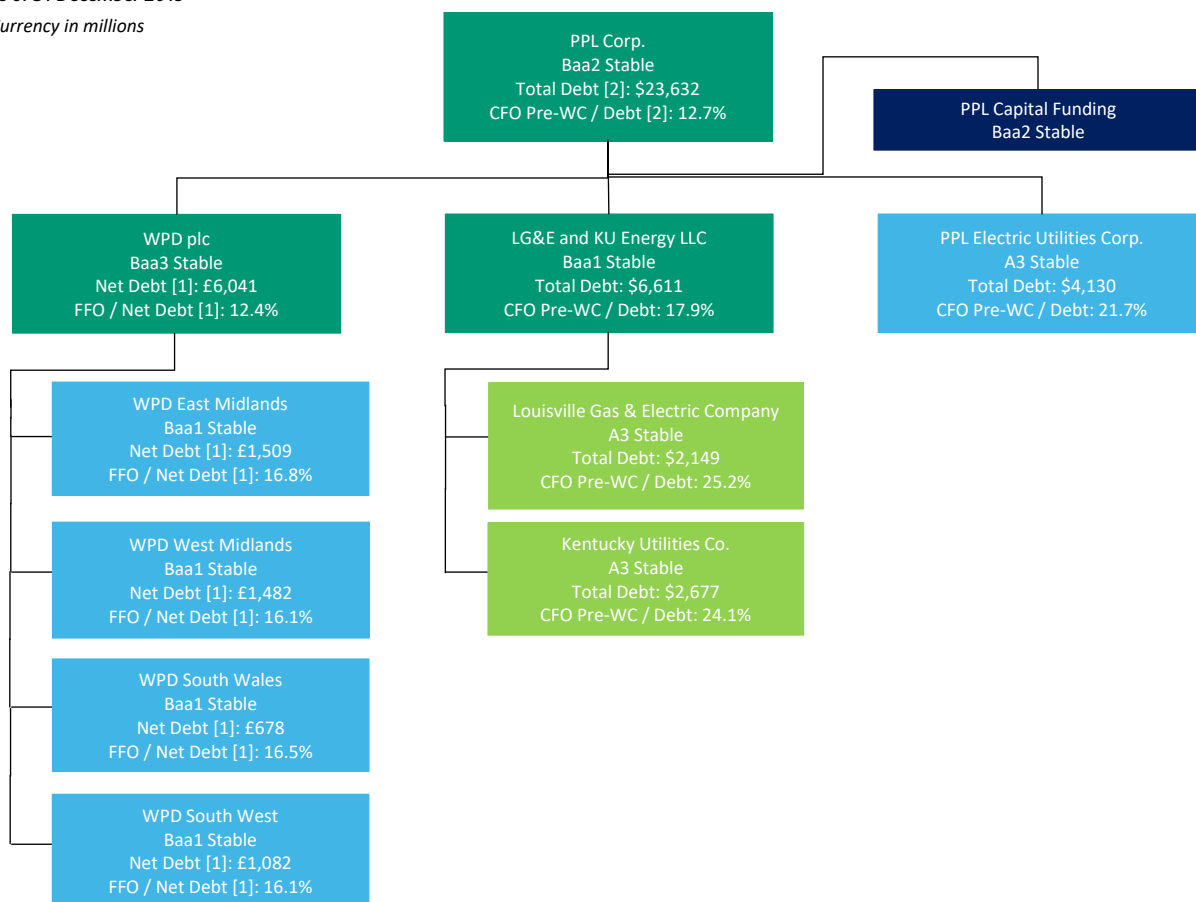 Currency in millions
PPL Corp.
Baa2 Stable
Total Debt [2]: $23,632
CFO Pre-WC / Debt [2]: 12.7%
PPL Capital Funding
Baa2 Stable
WPD plc
Baa3 Stable
Net Debt [1]: £6,041
FFO / Net Debt [1]: 12.4%
LG&E and KU Energy LLC
Baa1 Stable
Total Debt: $6,611
CFO Pre-WC / Debt: 17.9%
PPL Electric Utilities Corp.
A3 Stable
Total Debt: $4,130
CFO Pre-WC / Debt: 21.7%
WPD East Midlands
Baa1 Stable
Net Debt [1]: £1,509
FFO / Net Debt [1]: 16.8%
Louisville Gas & Electric Company
A3 Stable
Total Debt: $2,149
CFO Pre-WC / Debt: 25.2%
WPD West Midlands
Baa1 Stable
Net Debt [1]: £1,482
FFO / Net Debt [1]: 16.1%
Kentucky Utilities Co.
A3 Stable
Total Debt: $2,677
CFO Pre-WC / Debt: 24.1%
WPD South Wales
Baa1 Stable
Net Debt [1]: £678
FFO / Net Debt [1]: 16.5%
WPD South West
Baa1 Stable
Net Debt [1]: £1,082
FFO / Net Debt [1]: 16.1%